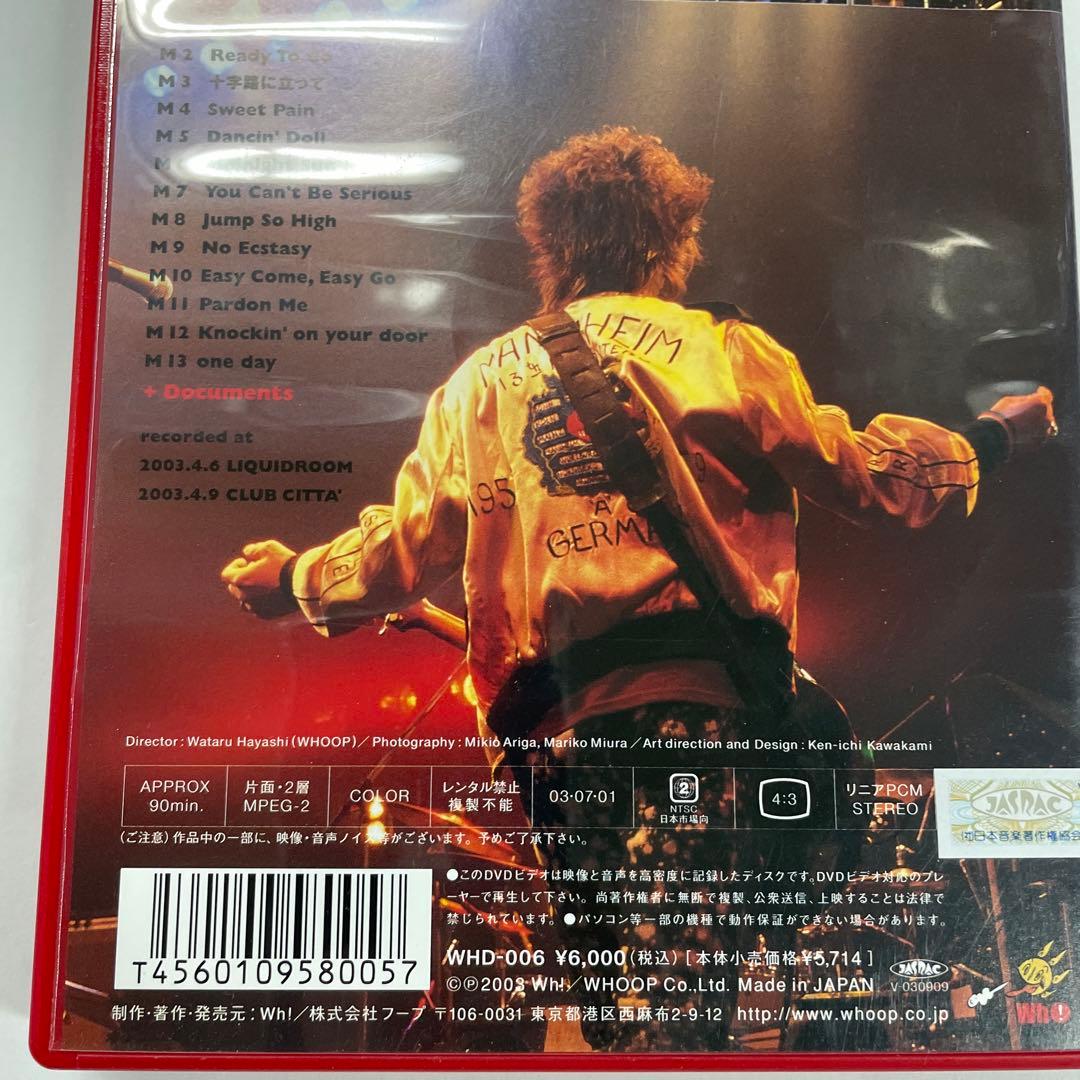 M 2 Ready To Go
M 3 十字路に立って
M 4 Sweet Pain
M 5 Dancin' Doll
M 7 You Can't Be Serious
M 8 Jump So High
M 9 No Ecstasy
M 10 Easy Come, Easy Go
M 11 Pardon Me
M 12 Knockin' on your door
M 13 one day
+ Documents
recorded at
2003.4.6 LIQUIDROOM
2003.4.9 CLUB CITTA'
GERMA
Director : Wataru Hayashi (WHOOP)／Photography : Mikio Ariga, Mariko Miura／Art direction and Design : Ken-ichi Kawakami
APPROX 90min.
片面・2層 MPEG-2
COLOR
レンタル禁止 複製不能
03・07・01
2 NTSC 日本市場向
4:3
リニアPCM STEREO
JASRAC
㈳日本音楽著作権協会
(ご注意)作品中の一部に、映像・音声ノイズ等がございます。予めご了承下さい。
●このDVDビデオは映像と音声を高密度に記録したディスクです。DVDビデオ対応のプレ
ーヤーで再生して下さい。尚著作権者に無断で複製、公衆送信、上映することは法律で
禁じられています。●パソコン等一部の機種で動作保証ができない場合があります。
T4560109580057
WHD-006 ¥6,000(税込) [本体小売価格¥5,714]
©℗2003 Wh!／WHOOP Co.,Ltd. Made in JAPAN
JASRAC
V-030909
Wh!
制作・著作・発売元：Wh!／株式会社フープ 〒106-0031 東京都港区西麻布2-9-12 http://www.whoop.co.jp